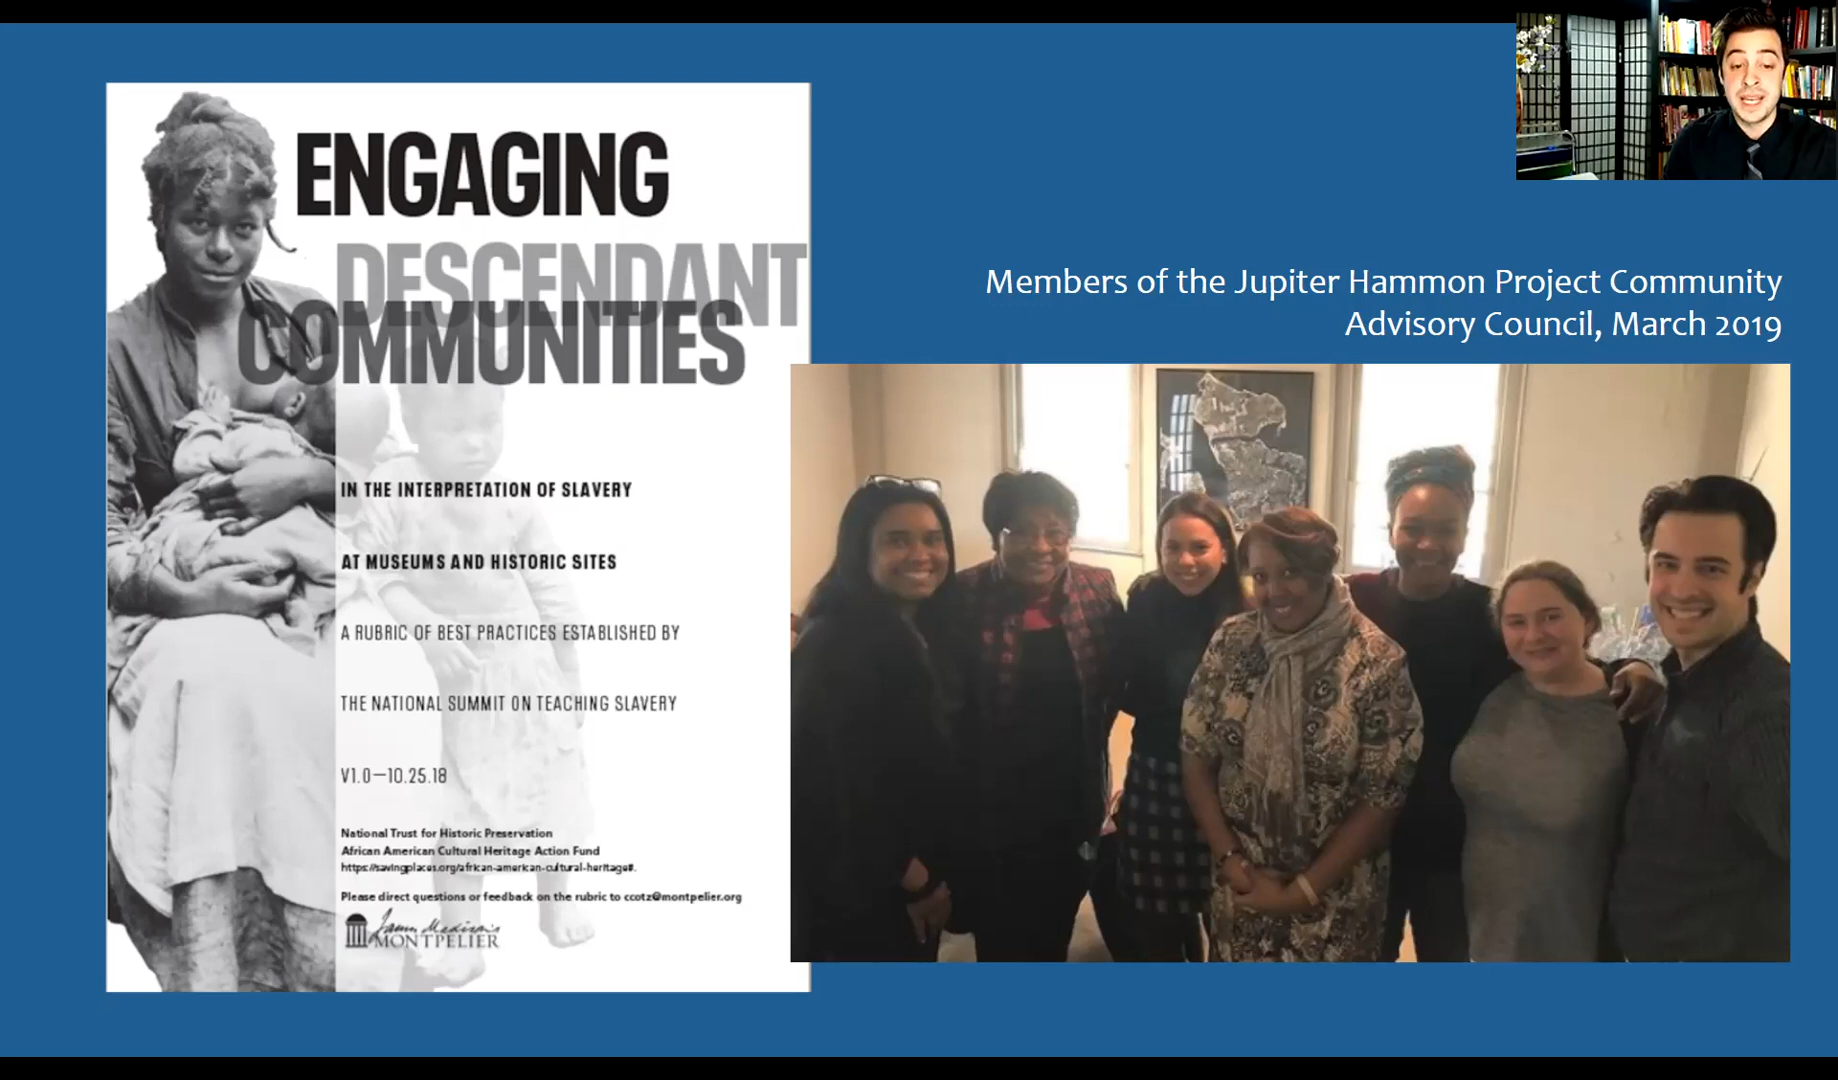 ENGAGING
DESCENDANT
COMMUNITIES
IN THE INTERPRETATION OF SLAVERY
AT MUSEUMS AND HISTORIC SITES
A RUBRIC OF BEST PRACTICES ESTABLISHED BY
THE NATIONAL SUMMIT ON TEACHING SLAVERY
V1.0—10.25.18
National Trust for Historic Preservation
African American Cultural Heritage Action Fund
https://savingplaces.org/african-american-cultural-heritage#.
Please direct questions or feedback on the rubric to ccotz@montpelier.org
James Madison's
MONTPELIER
Members of the Jupiter Hammon Project Community
Advisory Council, March 2019